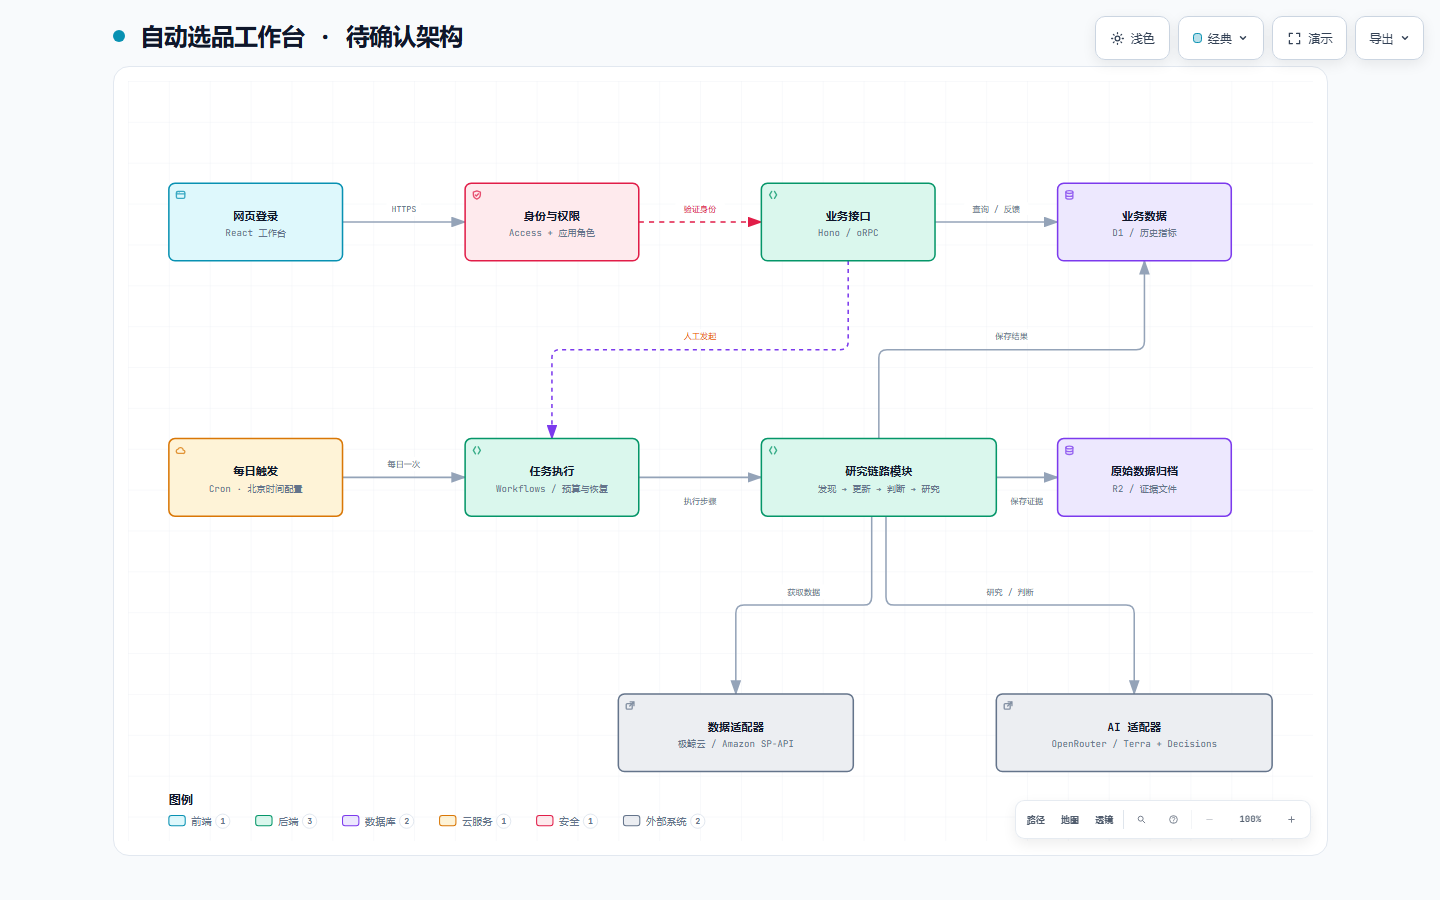 自动选品工作台 · 待确认架构
浅色
经典
演示
导出
网页登录
React 工作台
HTTPS
身份与权限
Access + 应用角色
验证身份
业务接口
Hono / oRPC
查询 / 反馈
业务数据
D1 / 历史指标
人工发起
保存结果
每日触发
Cron · 北京时间配置
每日一次
任务执行
Workflows / 预算与恢复
执行步骤
研究链路模块
发现 → 更新 → 判断 → 研究
保存证据
原始数据归档
R2 / 证据文件
获取数据
研究 / 判断
数据适配器
极鲸云 / Amazon SP-API
AI 适配器
OpenRouter / Terra + Decisions
图例
前端 1
后端 3
数据库 2
云服务 1
安全 1
外部系统 2
路径
地图
透镜
100%